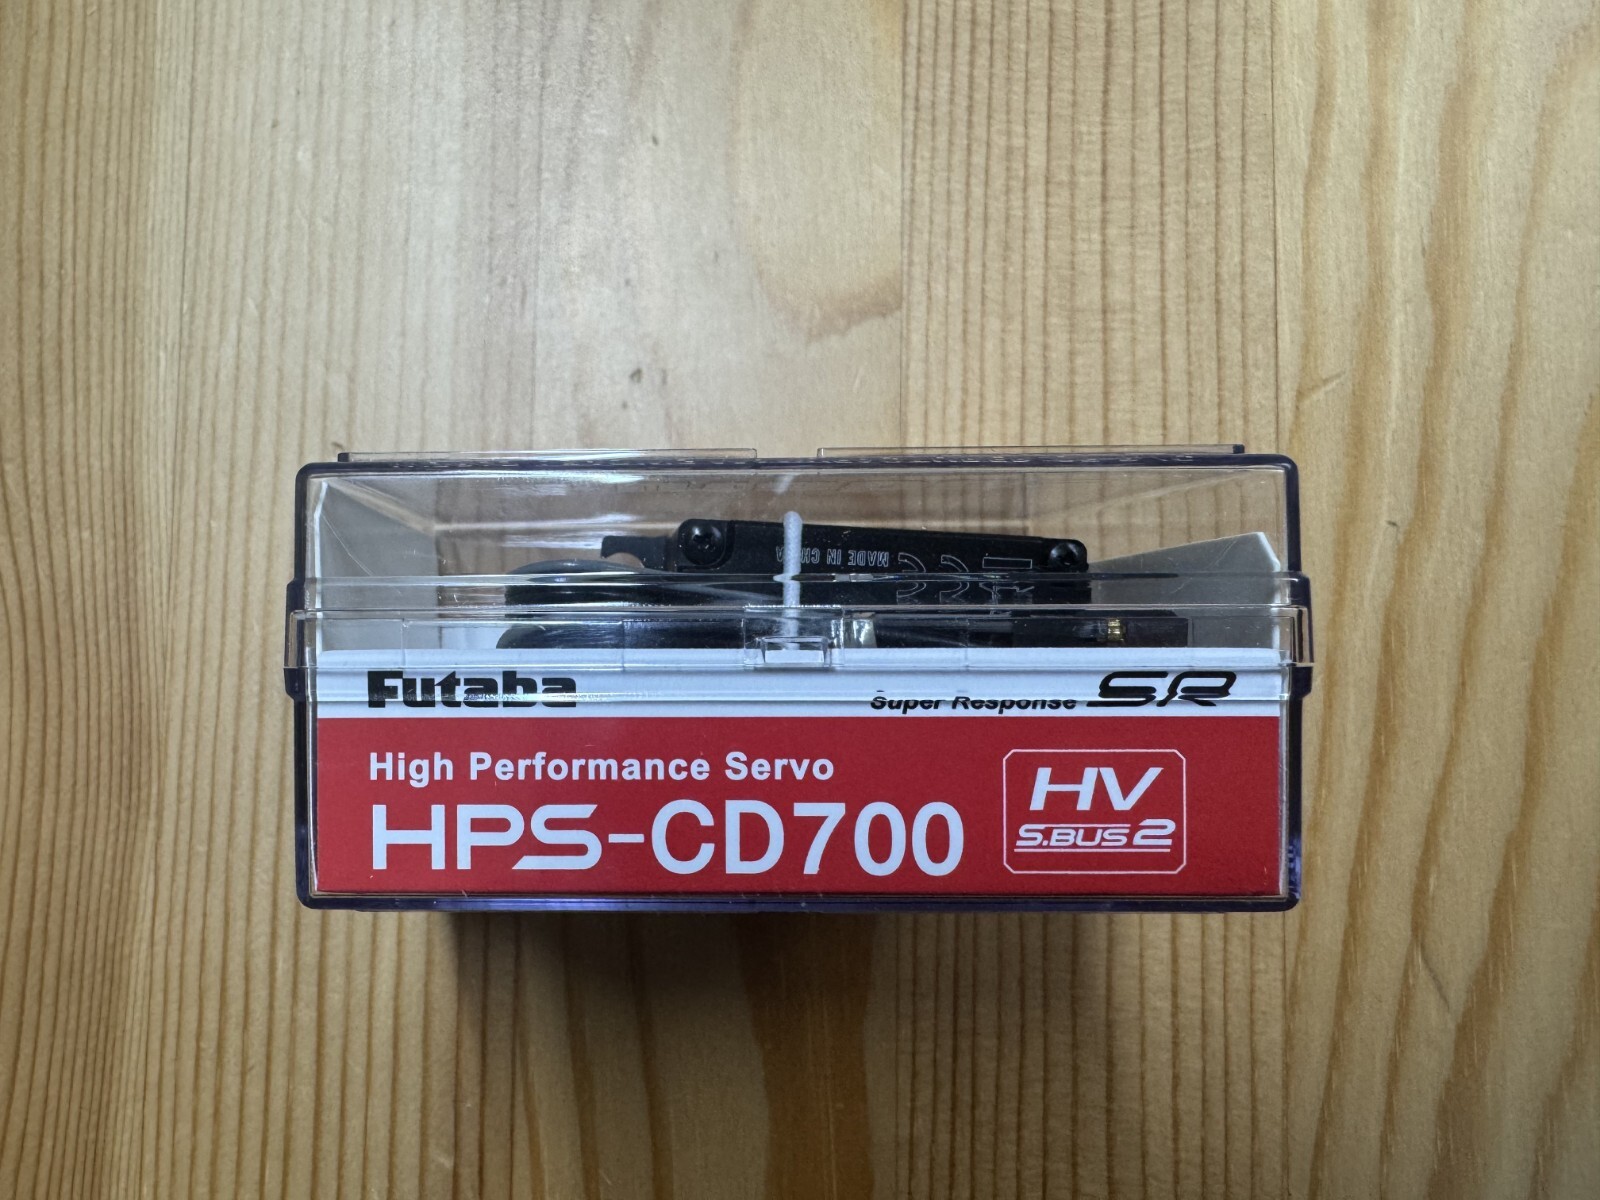 MADE IN CHINA
Futaba
Super Response SR
High Performance Servo
HPS-CD700
HV
S.BUS2